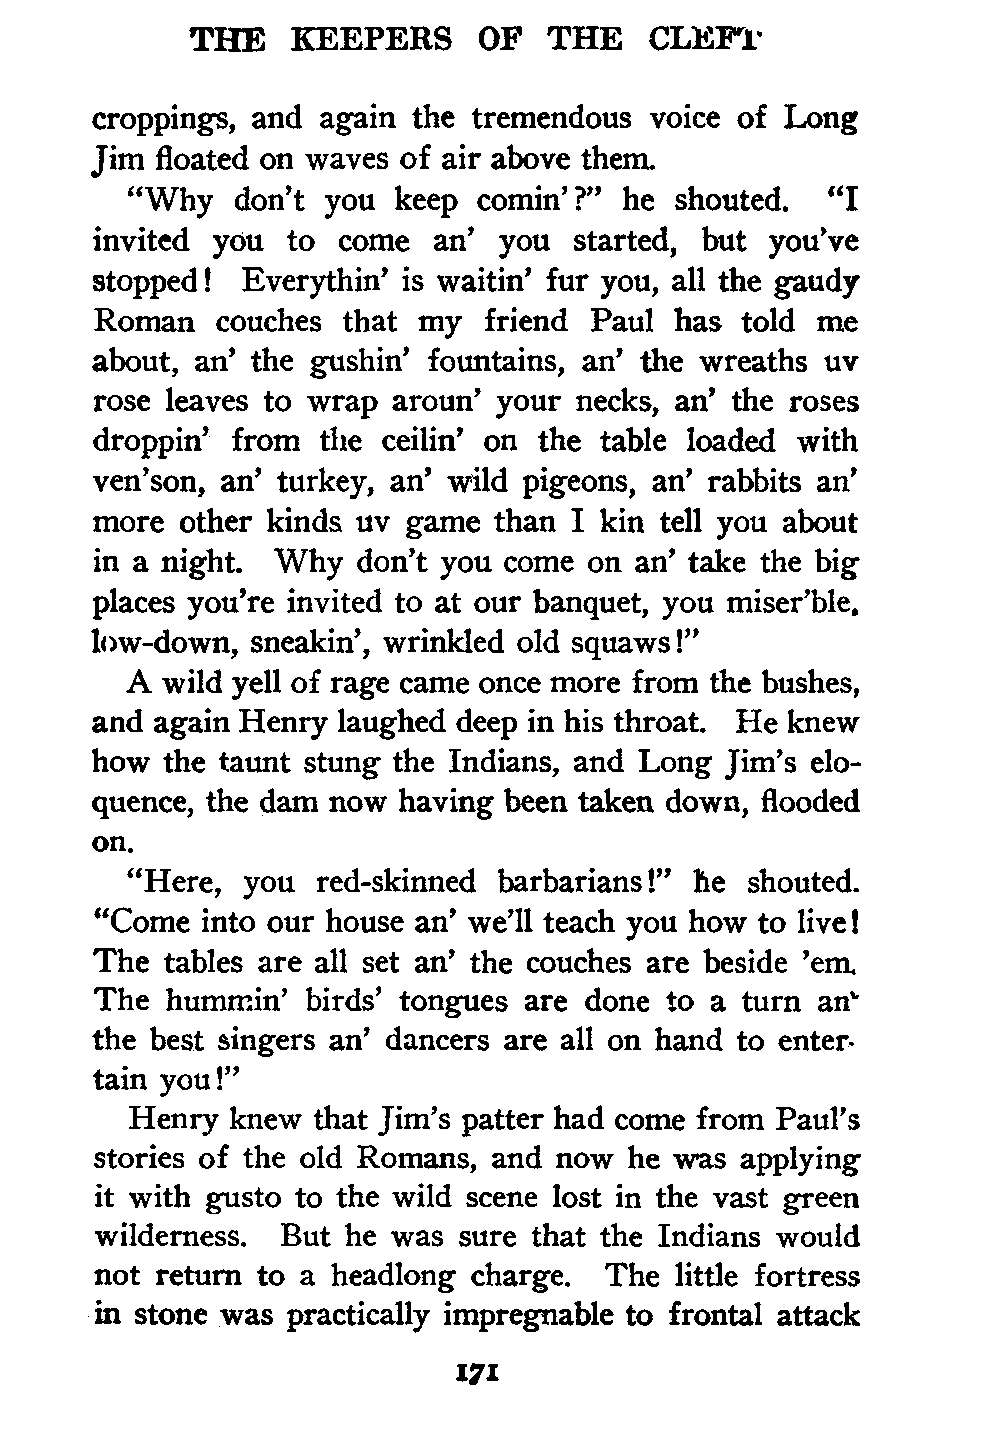 THE KEEPERS OF THE CLEFT
croppings, and again the tremendous voice of Long
Jim floated on waves of air above them.
"Why don't you keep comin'?" he shouted. "I
invited you to come an' you started, but you've
stopped! Everythin' is waitin' fur you, all the gaudy
Roman couches that my friend Paul has told me
about, an' the gushin' fountains, an' the wreaths uv
rose leaves to wrap aroun' your necks, an' the roses
droppin' from the ceilin' on the table loaded with
ven'son, an' turkey, an' wild pigeons, an' rabbits an'
more other kinds uv game than I kin tell you about
in a night. Why don't you come on an' take the big
places you're invited to at our banquet, you miser'ble,
low-down, sneakin', wrinkled old squaws!"
A wild yell of rage came once more from the bushes,
and again Henry laughed deep in his throat. He knew
how the taunt stung the Indians, and Long Jim's elo-
quence, the dam now having been taken down, flooded
on.
"Here, you red-skinned barbarians!" he shouted.
"Come into our house an' we'll teach you how to live!
The tables are all set an' the couches are beside 'em.
The hummin' birds' tongues are done to a turn an'
the best singers an' dancers are all on hand to enter-
tain you!"
Henry knew that Jim's patter had come from Paul's
stories of the old Romans, and now he was applying
it with gusto to the wild scene lost in the vast green
wilderness. But he was sure that the Indians would
not return to a headlong charge. The little fortress
in stone was practically impregnable to frontal attack
171